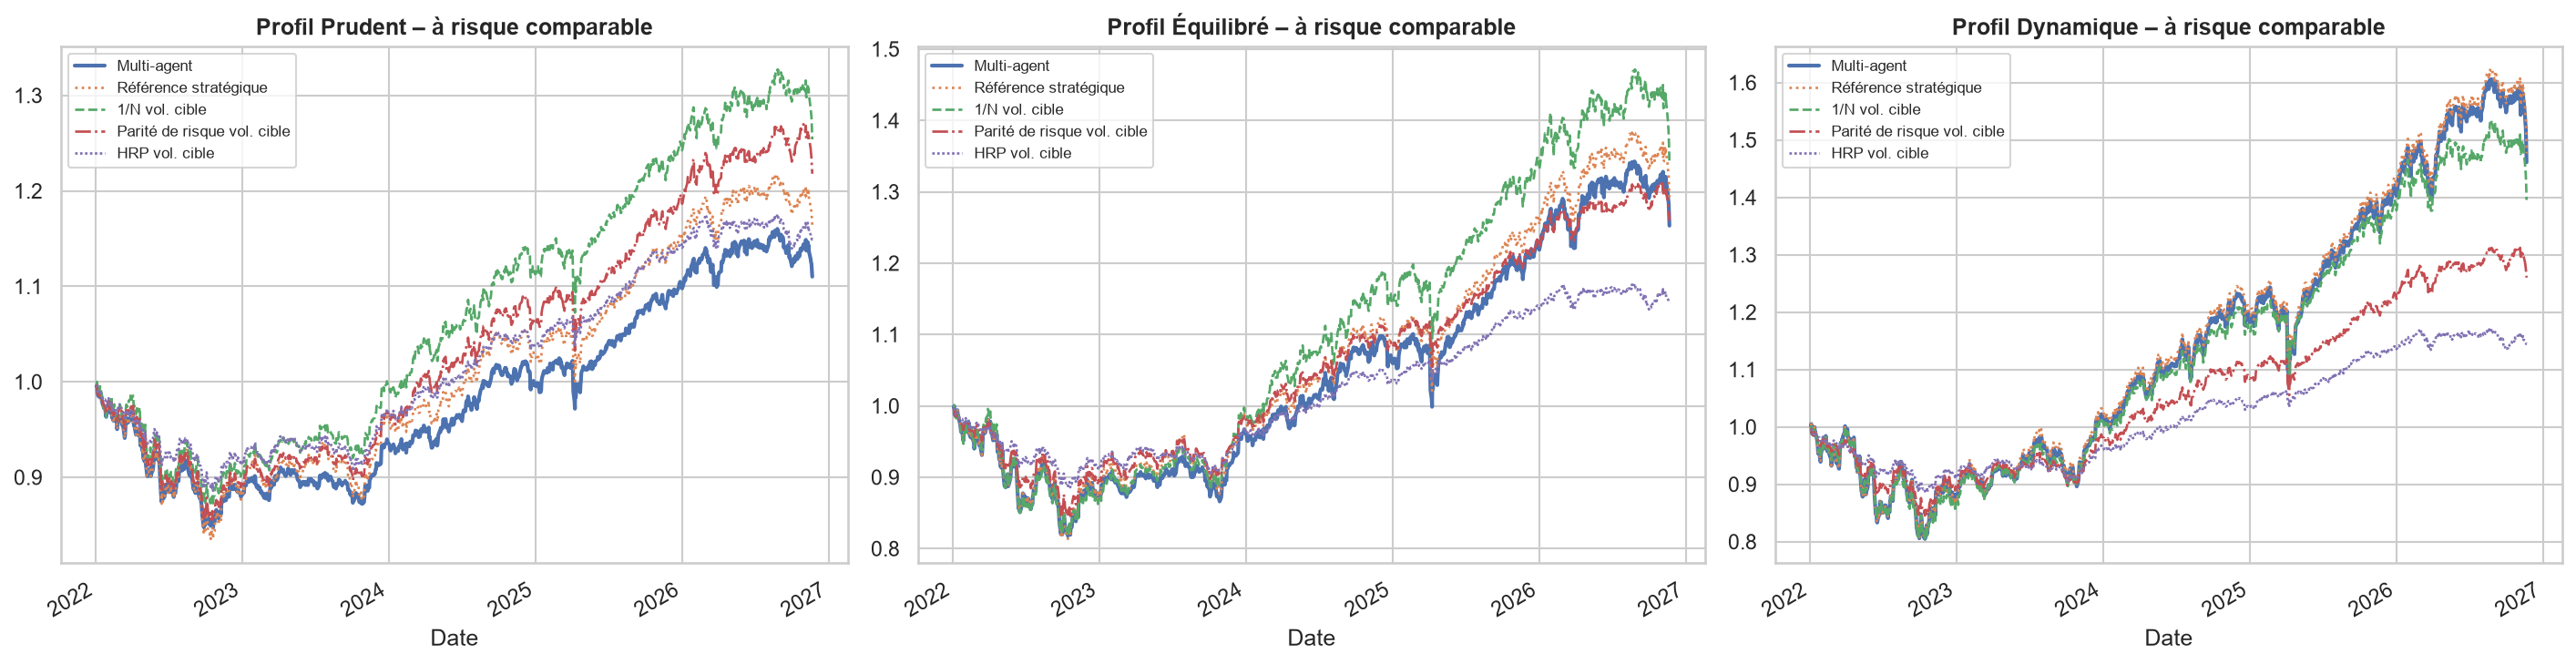 Profil Prudent – à risque comparable
Multi-agent
Référence stratégique
1/N vol. cible
Parité de risque vol. cible
HRP vol. cible
1.3
1.2
1.1
1.0
0.9
2022
2023
2024
2025
2026
2027
Date
Profil Équilibré – à risque comparable
Multi-agent
Référence stratégique
1/N vol. cible
Parité de risque vol. cible
HRP vol. cible
1.5
1.4
1.3
1.2
1.1
1.0
0.9
0.8
2022
2023
2024
2025
2026
2027
Date
Profil Dynamique – à risque comparable
Multi-agent
Référence stratégique
1/N vol. cible
Parité de risque vol. cible
HRP vol. cible
1.6
1.5
1.4
1.3
1.2
1.1
1.0
0.9
0.8
2022
2023
2024
2025
2026
2027
Date